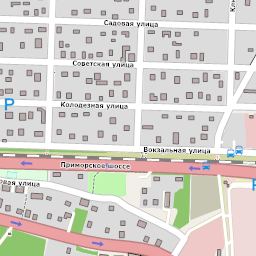 Садовая улица
Советская улица
P
Колодезная улица
Вокзальная улица
Приморское шоссе
овая улица